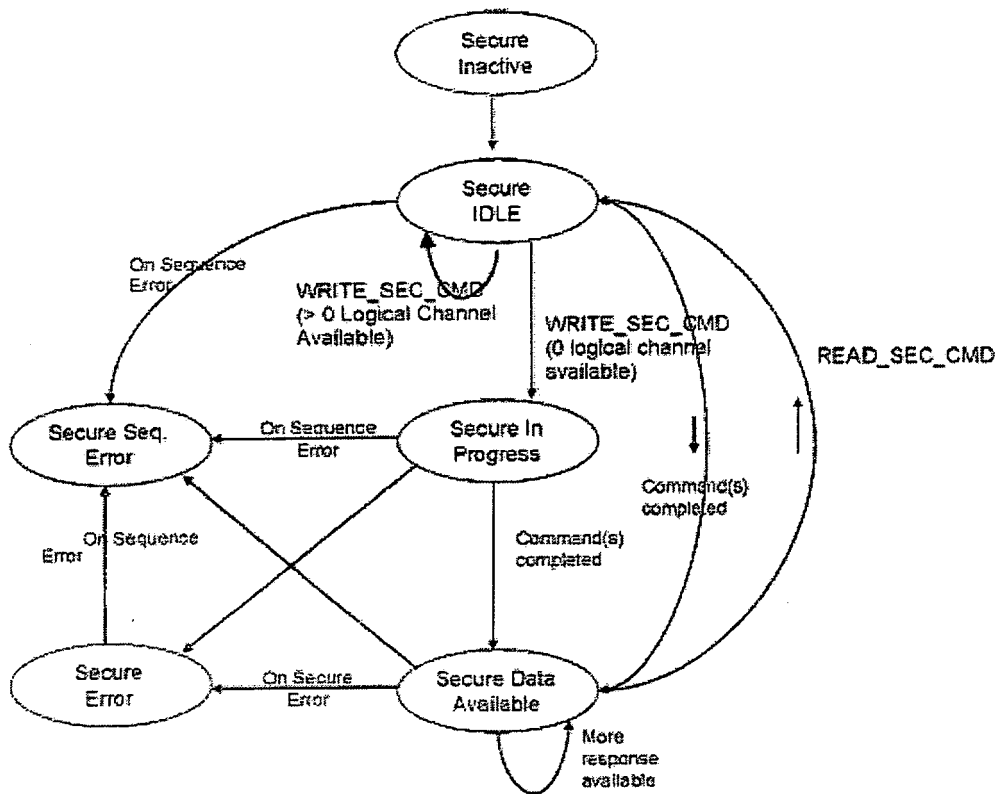 Secure
Inactive
Secure
IDLE
On Sequence
Error
WRITE_SEC_CMD
(> 0 Logical Channel
Available)
WRITE_SEC_CMD
(0 logical channel
available)
READ_SEC_CMD
Secure Seq.
Error
On Sequence
Error
Secure In
Progress
Command(s)
completed
On Sequence
Error
Command(s)
completed
Secure
Error
On Secure
Error
Secure Data
Available
More
response
available